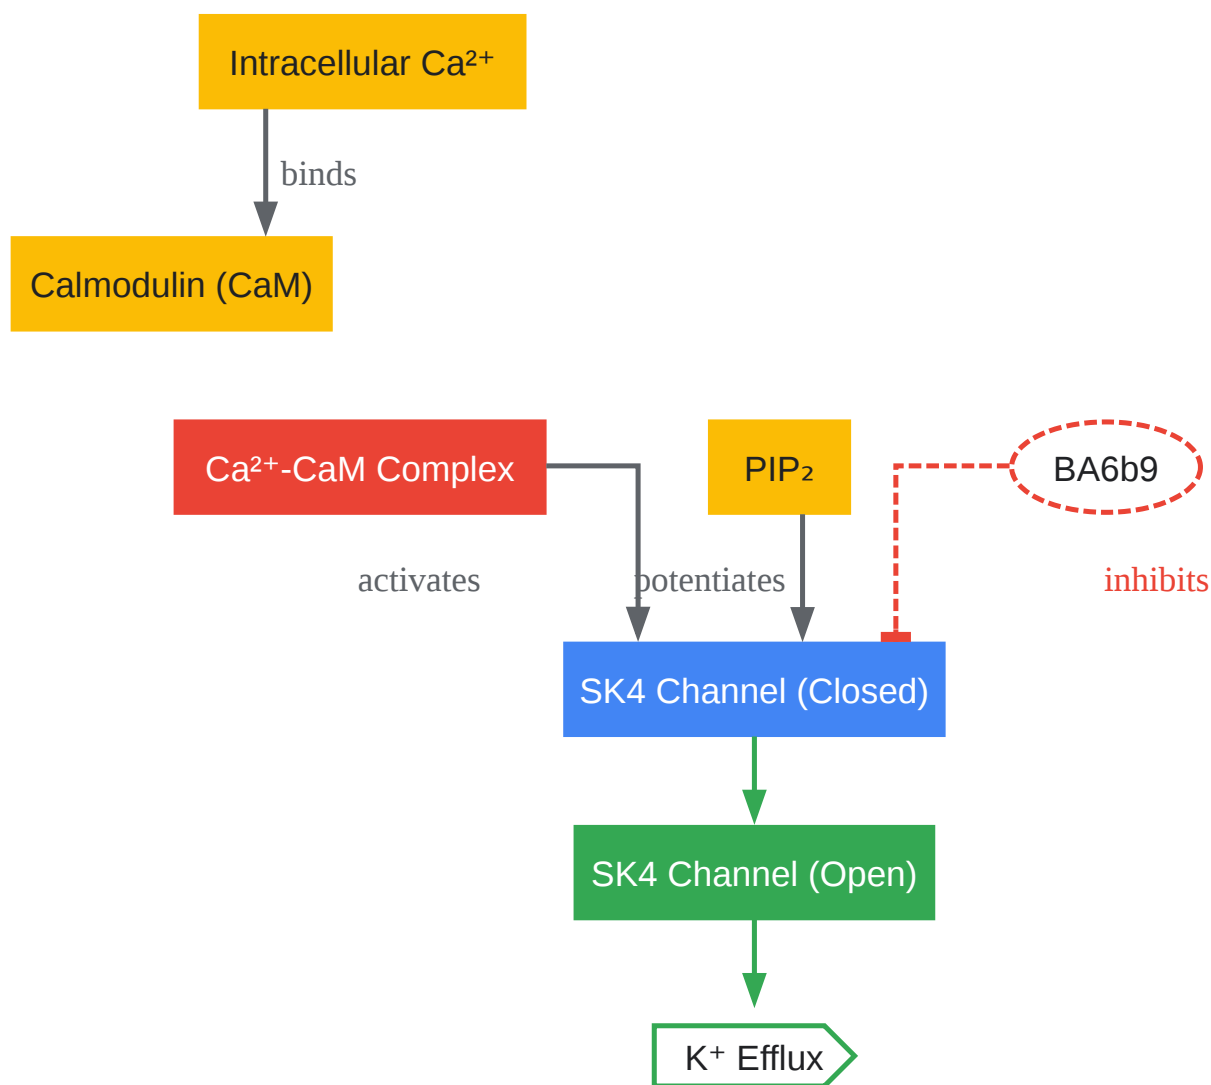 Intracellular Ca²⁺
binds
Calmodulin (CaM)
Ca²⁺-CaM Complex
PIP₂
BA6b9
activates
potentiates
inhibits
SK4 Channel (Closed)
SK4 Channel (Open)
K⁺ Efflux